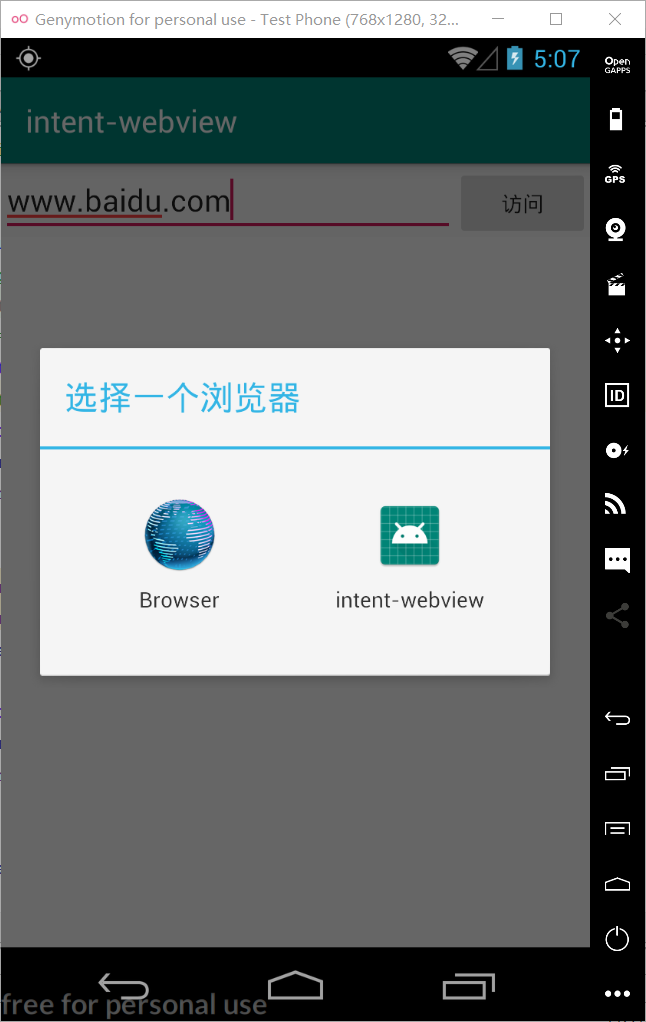 Genymotion for personal use - Test Phone (768x1280, 32...
5:07
Open
GAPPS
intent-webview
GPS
www.baidu.com
访问
选择一个浏览器
ID
Browser
intent-webview
free for personal use